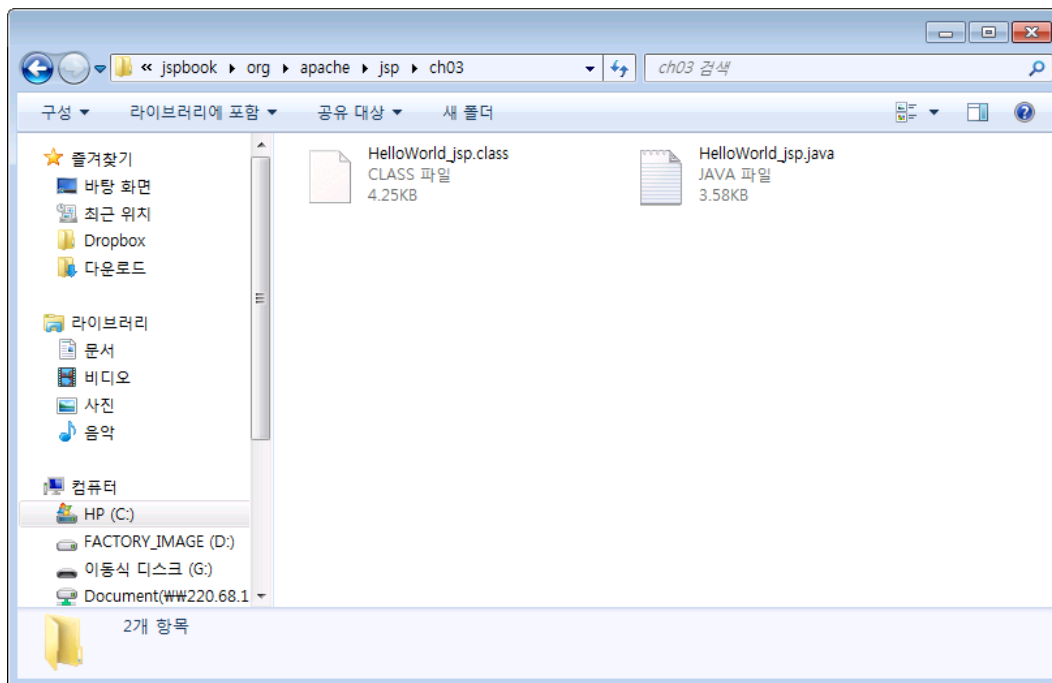 « jspbook org apache jsp ch03
ch03 검색
구성 라이브러리에 포함 공유 대상 새 폴더
즐겨찾기
바탕 화면
최근 위치
Dropbox
다운로드
라이브러리
문서
비디오
사진
음악
컴퓨터
HP (C:)
FACTORY_IMAGE (D:)
이동식 디스크 (G:)
Document(₩₩220.68.1
HelloWorld_jsp.class
CLASS 파일
4.25KB
HelloWorld_jsp.java
JAVA 파일
3.58KB
2개 항목